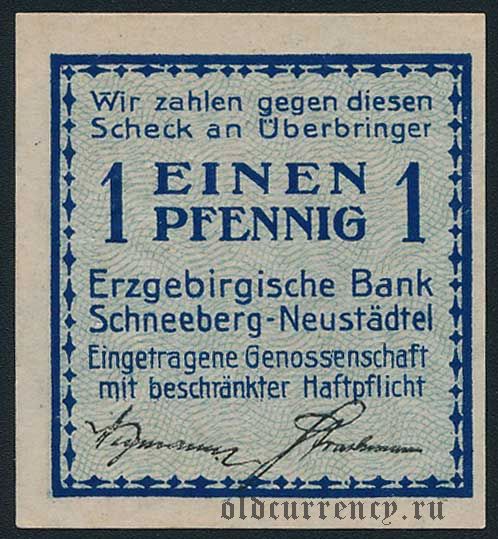 Wir zahlen gegen diesen
Scheck an Überbringer
1 EINEN 1
PFENNIG
Erzgebirgische Bank
Schneeberg-Neustädtel
Eingetragene Genossenschaft
mit beschränkter Haftpflicht
oldcurrency.ru